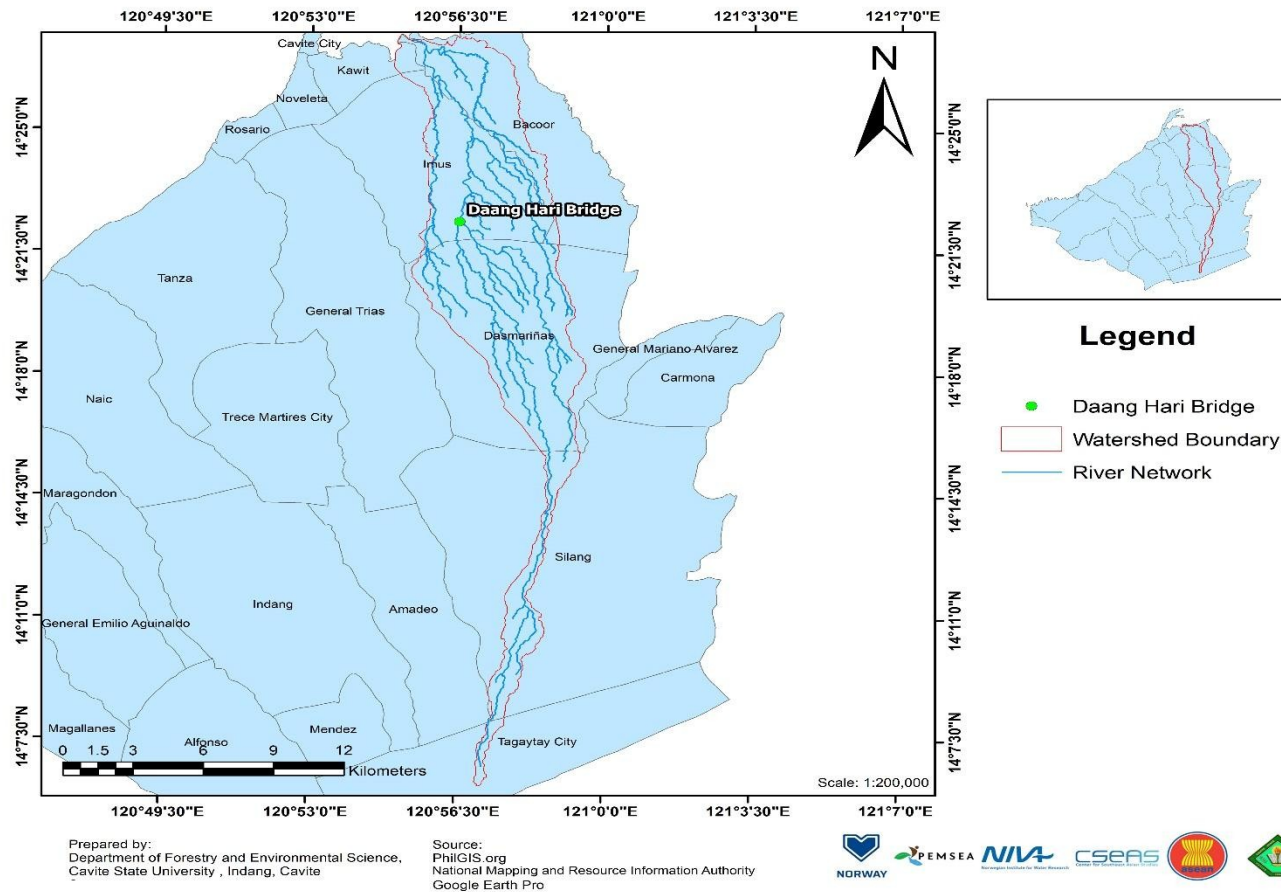 120°49'30"E 120°53'0"E 120°56'30"E 121°0'0"E 121°3'30"E 121°7'0"E
Cavite City
Kawit
N
Noveleta
14°25'0"N
Rosario
Bacoor
14°25'0"N
Imus
Daang Hari Bridge
14°21'30"N
14°21'30"N
Tanza
General Trias
Dasmariñas
General Mariano Alvarez
Carmona
14°18'0"N
14°18'0"N
Naic
Trece Martires City
Legend
Daang Hari Bridge
Watershed Boundary
River Network
Maragondon
14°14'30"N
14°14'30"N
Silang
Indang
Amadeo
General Emilio Aguinaldo
14°11'0"N
14°11'0"N
Magallanes
Alfonso
Mendez
Tagaytay City
14°7'30"N
14°7'30"N
0 1.5 3 6 9 12
Kilometers
Scale: 1:200,000
120°49'30"E 120°53'0"E 120°56'30"E 121°0'0"E 121°3'30"E 121°7'0"E
Prepared by:
Department of Forestry and Environmental Science,
Cavite State University , Indang, Cavite
Source:
PhilGIS.org
National Mapping and Resource Information Authority
Google Earth Pro
NORWAY
PEMSEA
NIVA
Norwegian Institute for Water Research
CSEAS
asean